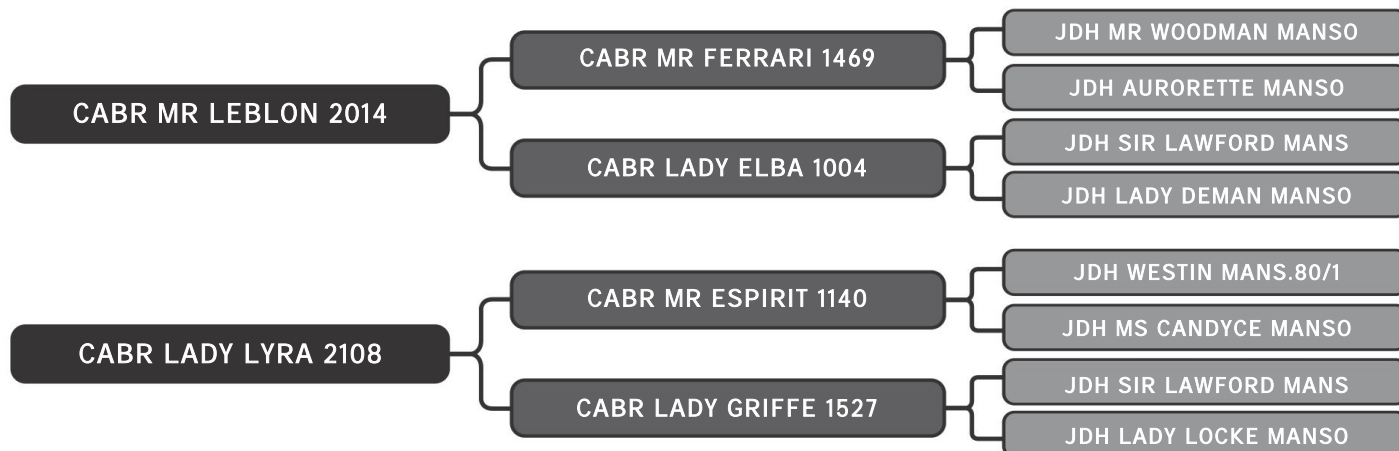 JDH MR WOODMAN MANSO
CABR MR FERRARI 1469
JDH AURORETTE MANSO
CABR MR LEBLON 2014
JDH SIR LAWFORD MANS
CABR LADY ELBA 1004
JDH LADY DEMAN MANSO
JDH WESTIN MANS.80/1
CABR MR ESPIRIT 1140
JDH MS CANDYCE MANSO
CABR LADY LYRA 2108
JDH SIR LAWFORD MANS
CABR LADY GRIFFE 1527
JDH LADY LOCKE MANSO